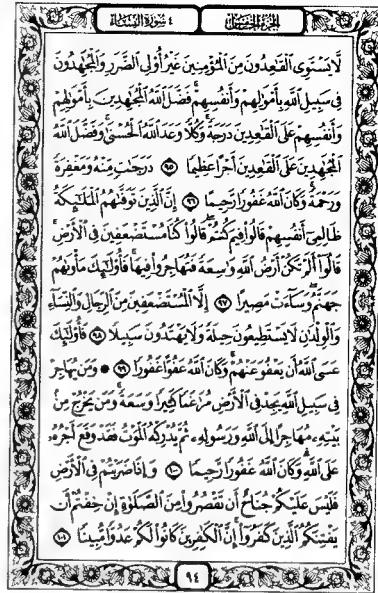 الجزء الخامس
٤ سورة النساء
لَّا يَسْتَوِى ٱلْقَٰعِدُونَ مِنَ ٱلْمُؤْمِنِينَ غَيْرُ أُو۟لِى ٱلضَّرَرِ وَٱلْمُجَٰهِدُونَ
فِى سَبِيلِ ٱللَّهِ بِأَمْوَٰلِهِمْ وَأَنفُسِهِمْ ۚ فَضَّلَ ٱللَّهُ ٱلْمُجَٰهِدِينَ بِأَمْوَٰلِهِمْ
وَأَنفُسِهِمْ عَلَى ٱلْقَٰعِدِينَ دَرَجَةً ۚ وَكُلًّا وَعَدَ ٱللَّهُ ٱلْحُسْنَىٰ ۚ وَفَضَّلَ ٱللَّهُ
ٱلْمُجَٰهِدِينَ عَلَى ٱلْقَٰعِدِينَ أَجْرًا عَظِيمًا ٩٥ دَرَجَٰتٍ مِّنْهُ وَمَغْفِرَةً
وَرَحْمَةً ۚ وَكَانَ ٱللَّهُ غَفُورًا رَّحِيمًا ٩٦ إِنَّ ٱلَّذِينَ تَوَفَّىٰهُمُ ٱلْمَلَٰٓئِكَةُ
ظَالِمِىٓ أَنفُسِهِمْ قَالُوا۟ فِيمَ كُنتُمْ ۖ قَالُوا۟ كُنَّا مُسْتَضْعَفِينَ فِى ٱلْأَرْضِ ۚ
قَالُوٓا۟ أَلَمْ تَكُنْ أَرْضُ ٱللَّهِ وَٰسِعَةً فَتُهَاجِرُوا۟ فِيهَا ۚ فَأُو۟لَٰٓئِكَ مَأْوَىٰهُمْ
جَهَنَّمُ ۖ وَسَآءَتْ مَصِيرًا ٩٧ إِلَّا ٱلْمُسْتَضْعَفِينَ مِنَ ٱلرِّجَالِ وَٱلنِّسَآءِ
وَٱلْوِلْدَٰنِ لَا يَسْتَطِيعُونَ حِيلَةً وَلَا يَهْتَدُونَ سَبِيلًا ٩٨ فَأُو۟لَٰٓئِكَ
عَسَى ٱللَّهُ أَن يَعْفُوَ عَنْهُمْ ۚ وَكَانَ ٱللَّهُ عَفُوًّا غَفُورًا ٩٩ ۞ وَمَن يُهَاجِرْ
فِى سَبِيلِ ٱللَّهِ يَجِدْ فِى ٱلْأَرْضِ مُرَٰغَمًا كَثِيرًا وَسَعَةً ۚ وَمَن يَخْرُجْ مِنۢ
بَيْتِهِۦ مُهَاجِرًا إِلَى ٱللَّهِ وَرَسُولِهِۦ ثُمَّ يُدْرِكْهُ ٱلْمَوْتُ فَقَدْ وَقَعَ أَجْرُهُۥ
عَلَى ٱللَّهِ ۗ وَكَانَ ٱللَّهُ غَفُورًا رَّحِيمًا ١٠٠ وَإِذَا ضَرَبْتُمْ فِى ٱلْأَرْضِ
فَلَيْسَ عَلَيْكُمْ جُنَاحٌ أَن تَقْصُرُوا۟ مِنَ ٱلصَّلَوٰةِ إِنْ خِفْتُمْ أَن
يَفْتِنَكُمُ ٱلَّذِينَ كَفَرُوٓا۟ ۚ إِنَّ ٱلْكَٰفِرِينَ كَانُوا۟ لَكُمْ عَدُوًّا مُّبِينًا ١٠١
٩٤